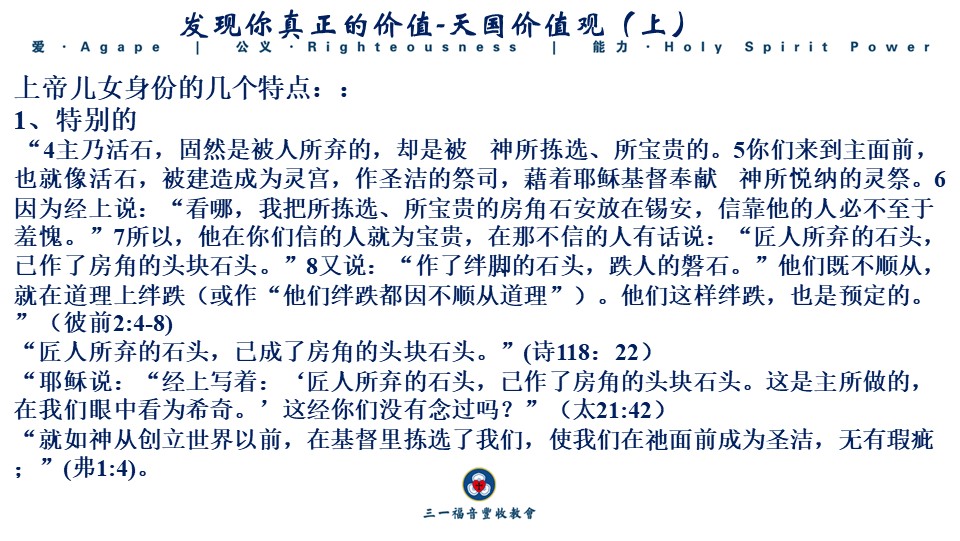 发现你真正的价值-天国价值观（上）
爱 · Agape | 公义 · Righteousness | 能力 · Holy Spirit Power
上帝儿女身份的几个特点：：
1、特别的
“4主乃活石，固然是被人所弃的，却是被　神所拣选、所宝贵的。5你们来到主面前，
也就像活石，被建造成为灵宫，作圣洁的祭司，藉着耶稣基督奉献　神所悦纳的灵祭。6
因为经上说：“看哪，我把所拣选、所宝贵的房角石安放在锡安，信靠他的人必不至于
羞愧。”7所以，他在你们信的人就为宝贵，在那不信的人有话说：“匠人所弃的石头，
已作了房角的头块石头。”8又说：“作了绊脚的石头，跌人的磐石。”他们既不顺从，
就在道理上绊跌（或作“他们绊跌都因不顺从道理”）。他们这样绊跌，也是预定的。
”（彼前2:4-8)
“匠人所弃的石头，已成了房角的头块石头。”(诗118：22）
“耶稣说：“经上写着：‘匠人所弃的石头，已作了房角的头块石头。这是主所做的，
在我们眼中看为希奇。’这经你们没有念过吗？”（太21:42）
“就如神从创立世界以前，在基督里拣选了我们，使我们在祂面前成为圣洁，无有瑕疵
；”(弗1:4)。
三一福音豐收教會